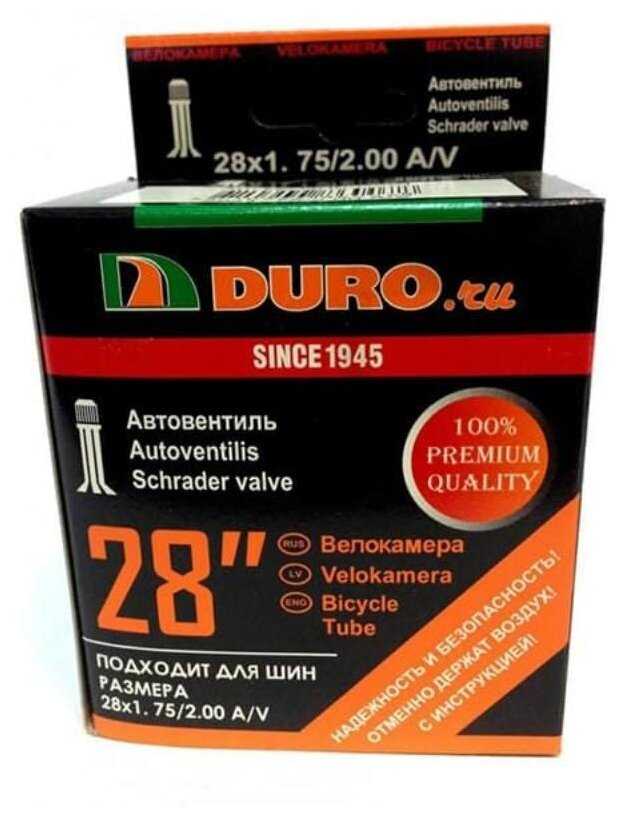 ВЕЛОКАМЕРА VELOKAMERA BICYCLE TUBE
Автовентиль
Autoventilis
Schrader valve
28x1. 75/2.00 A/V
DURO.ru
SINCE 1945
Автовентиль
Autoventilis
Schrader valve
100%
PREMIUM
QUALITY
28"
RUS Велокамера
LV Velokamera
ENG Bicycle
Tube
ПОДХОДИТ ДЛЯ ШИН
РАЗМЕРА
28x1. 75/2.00 A/V
НАДЕЖНОСТЬ И БЕЗОПАСНОСТЬ!
ОТМЕННО ДЕРЖАТ ВОЗДУХ!
С ИНСТРУКЦИЕЙ!